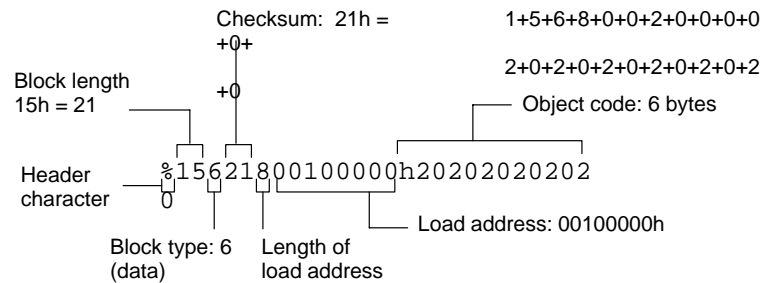 Checksum: 21h = 1+5+6+8+0+0+2+0+0+0+0
+0+
2+0+2+0+2+0+2+0+2+0+2
+0
Block length
15h = 21
Object code: 6 bytes
%15621800100000h20202020202
0
Header
character
Load address: 00100000h
Block type: 6
(data)
Length of
load address